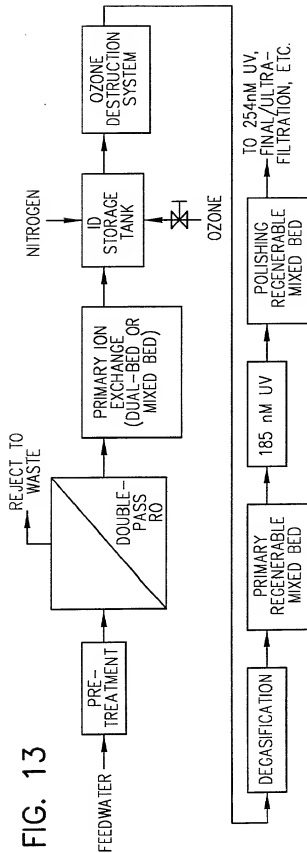 FIG. 13
FEEDWATER
PRE-
TREATMENT
REJECT TO
WASTE
DOUBLE-
PASS
RO
PRIMARY ION
EXCHANGE
(DUAL-BED OR
MIXED BED)
NITROGEN
ID
STORAGE
TANK
OZONE
OZONE
DESTRUCTION
SYSTEM
DEGASIFICATION
PRIMARY
REGENERABLE
MIXED BED
185 nM UV
POLISHING
REGENERABLE
MIXED BED
TO 254nM UV,
FINAL/ULTRA-
FILTRATION, ETC.